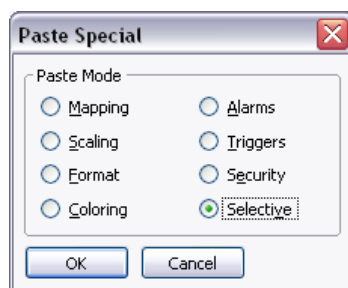 Paste Special
Paste Mode
Mapping
Alarms
Scaling
Triggers
Format
Security
Coloring
Selective
OK
Cancel